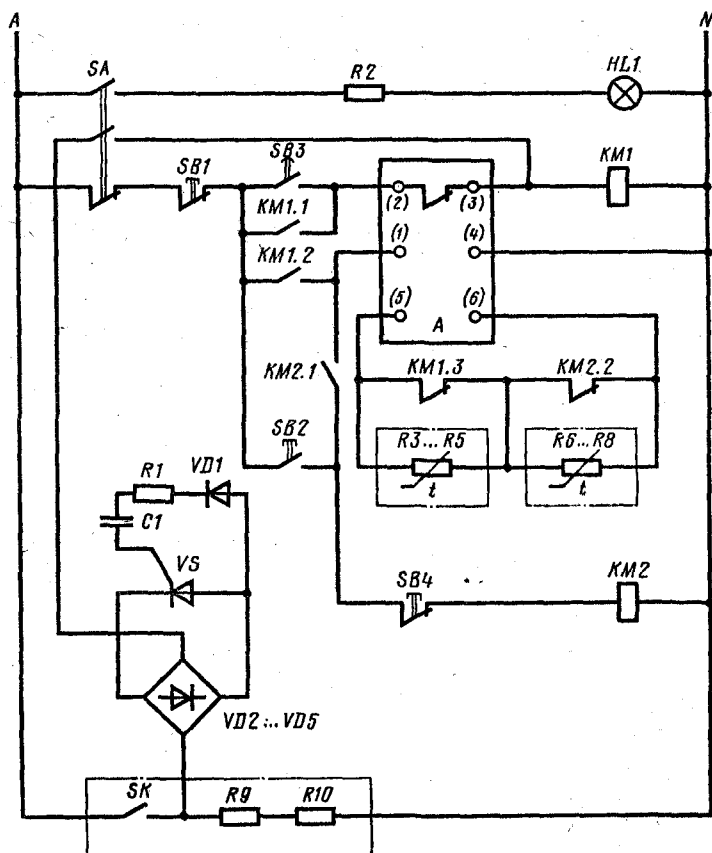 A N
SA R2 HL1
SB1 SB3 KM1
KM1.1 (2) (3)
KM1.2 (1) (4)
(5) (6)
A
KM2.1 KM1.3 KM2.2
SB2 R3...R5 R6...R8
t t
R1 VD1
C1
VS
SB4 KM2
VD2...VD5
SK R9 R10